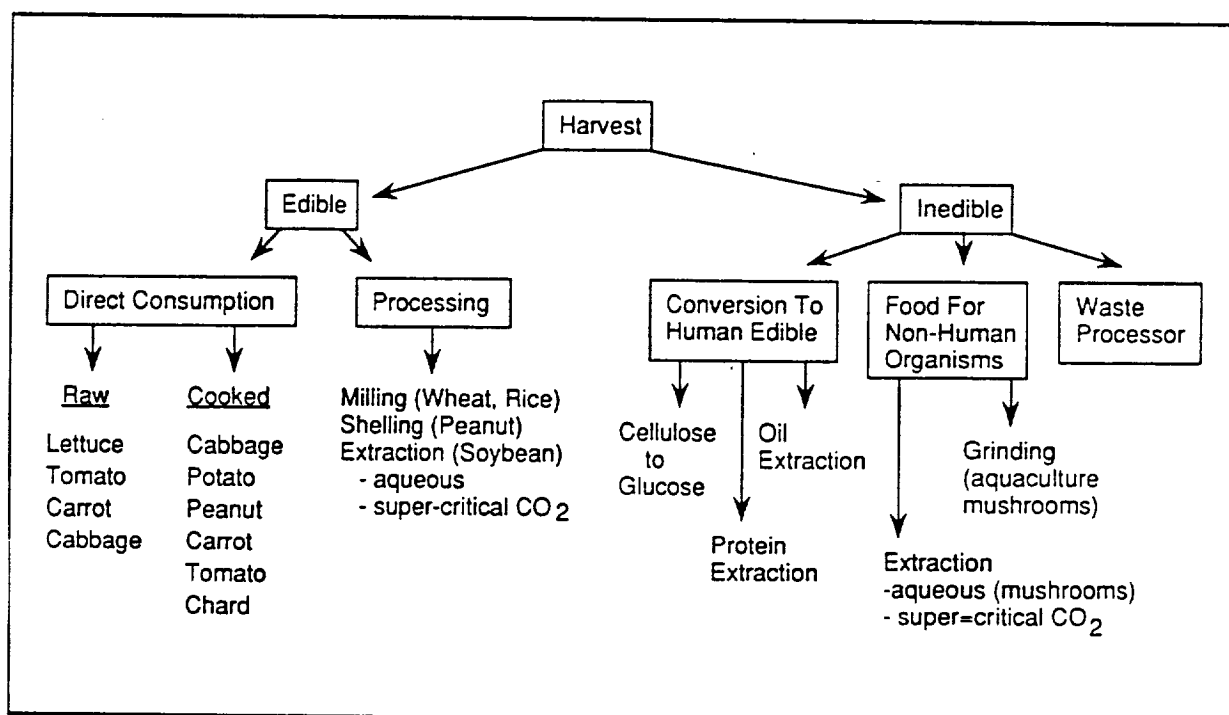 Harvest
Edible
Inedible
Direct Consumption
Processing
Conversion To
Human Edible
Food For
Non-Human
Organisms
Waste
Processor
Raw
Lettuce
Tomato
Carrot
Cabbage
Cooked
Cabbage
Potato
Peanut
Carrot
Tomato
Chard
Milling (Wheat, Rice)
Shelling (Peanut)
Extraction (Soybean)
- aqueous
- super-critical CO2
Cellulose
to
Glucose
Protein
Extraction
Oil
Extraction
Extraction
-aqueous (mushrooms)
- super=critical CO2
Grinding
(aquaculture
mushrooms)